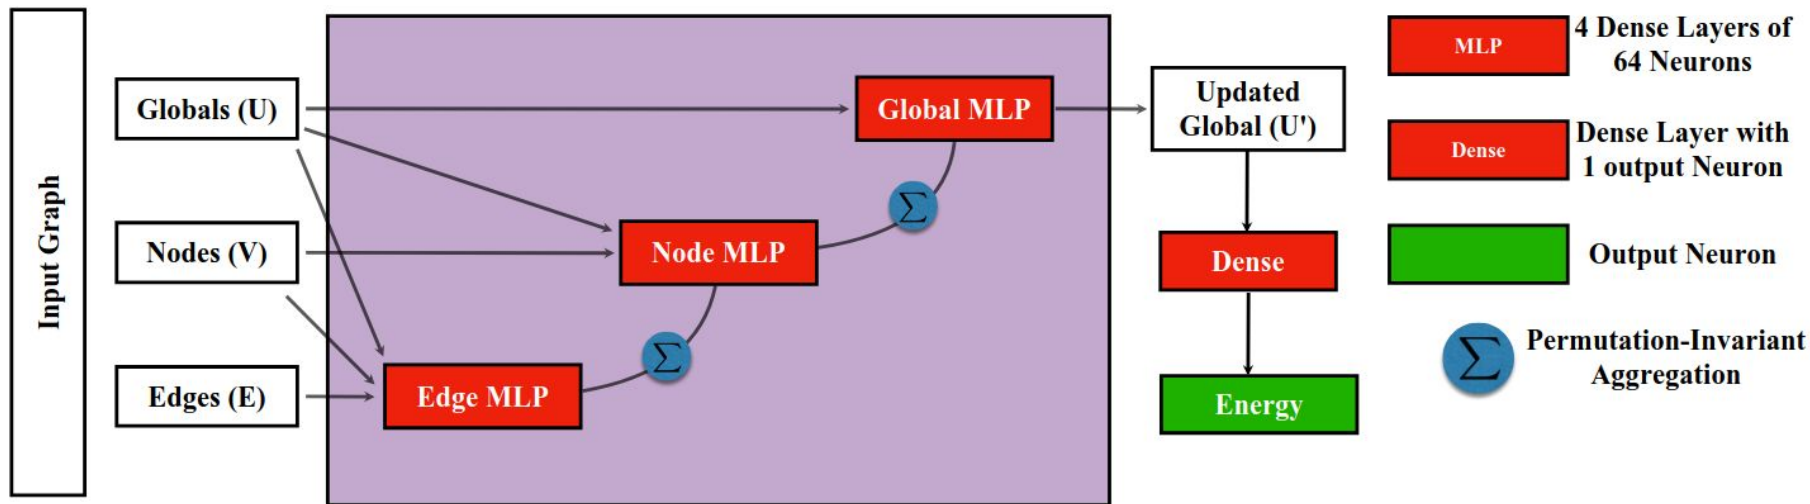 Input Graph
Globals (U)
Nodes (V)
Edges (E)
Global MLP
Σ
Node MLP
Σ
Edge MLP
Updated
Global (U')
Dense
Energy
MLP
4 Dense Layers of
64 Neurons
Dense
Dense Layer with
1 output Neuron
Output Neuron
Σ
Permutation-Invariant
Aggregation